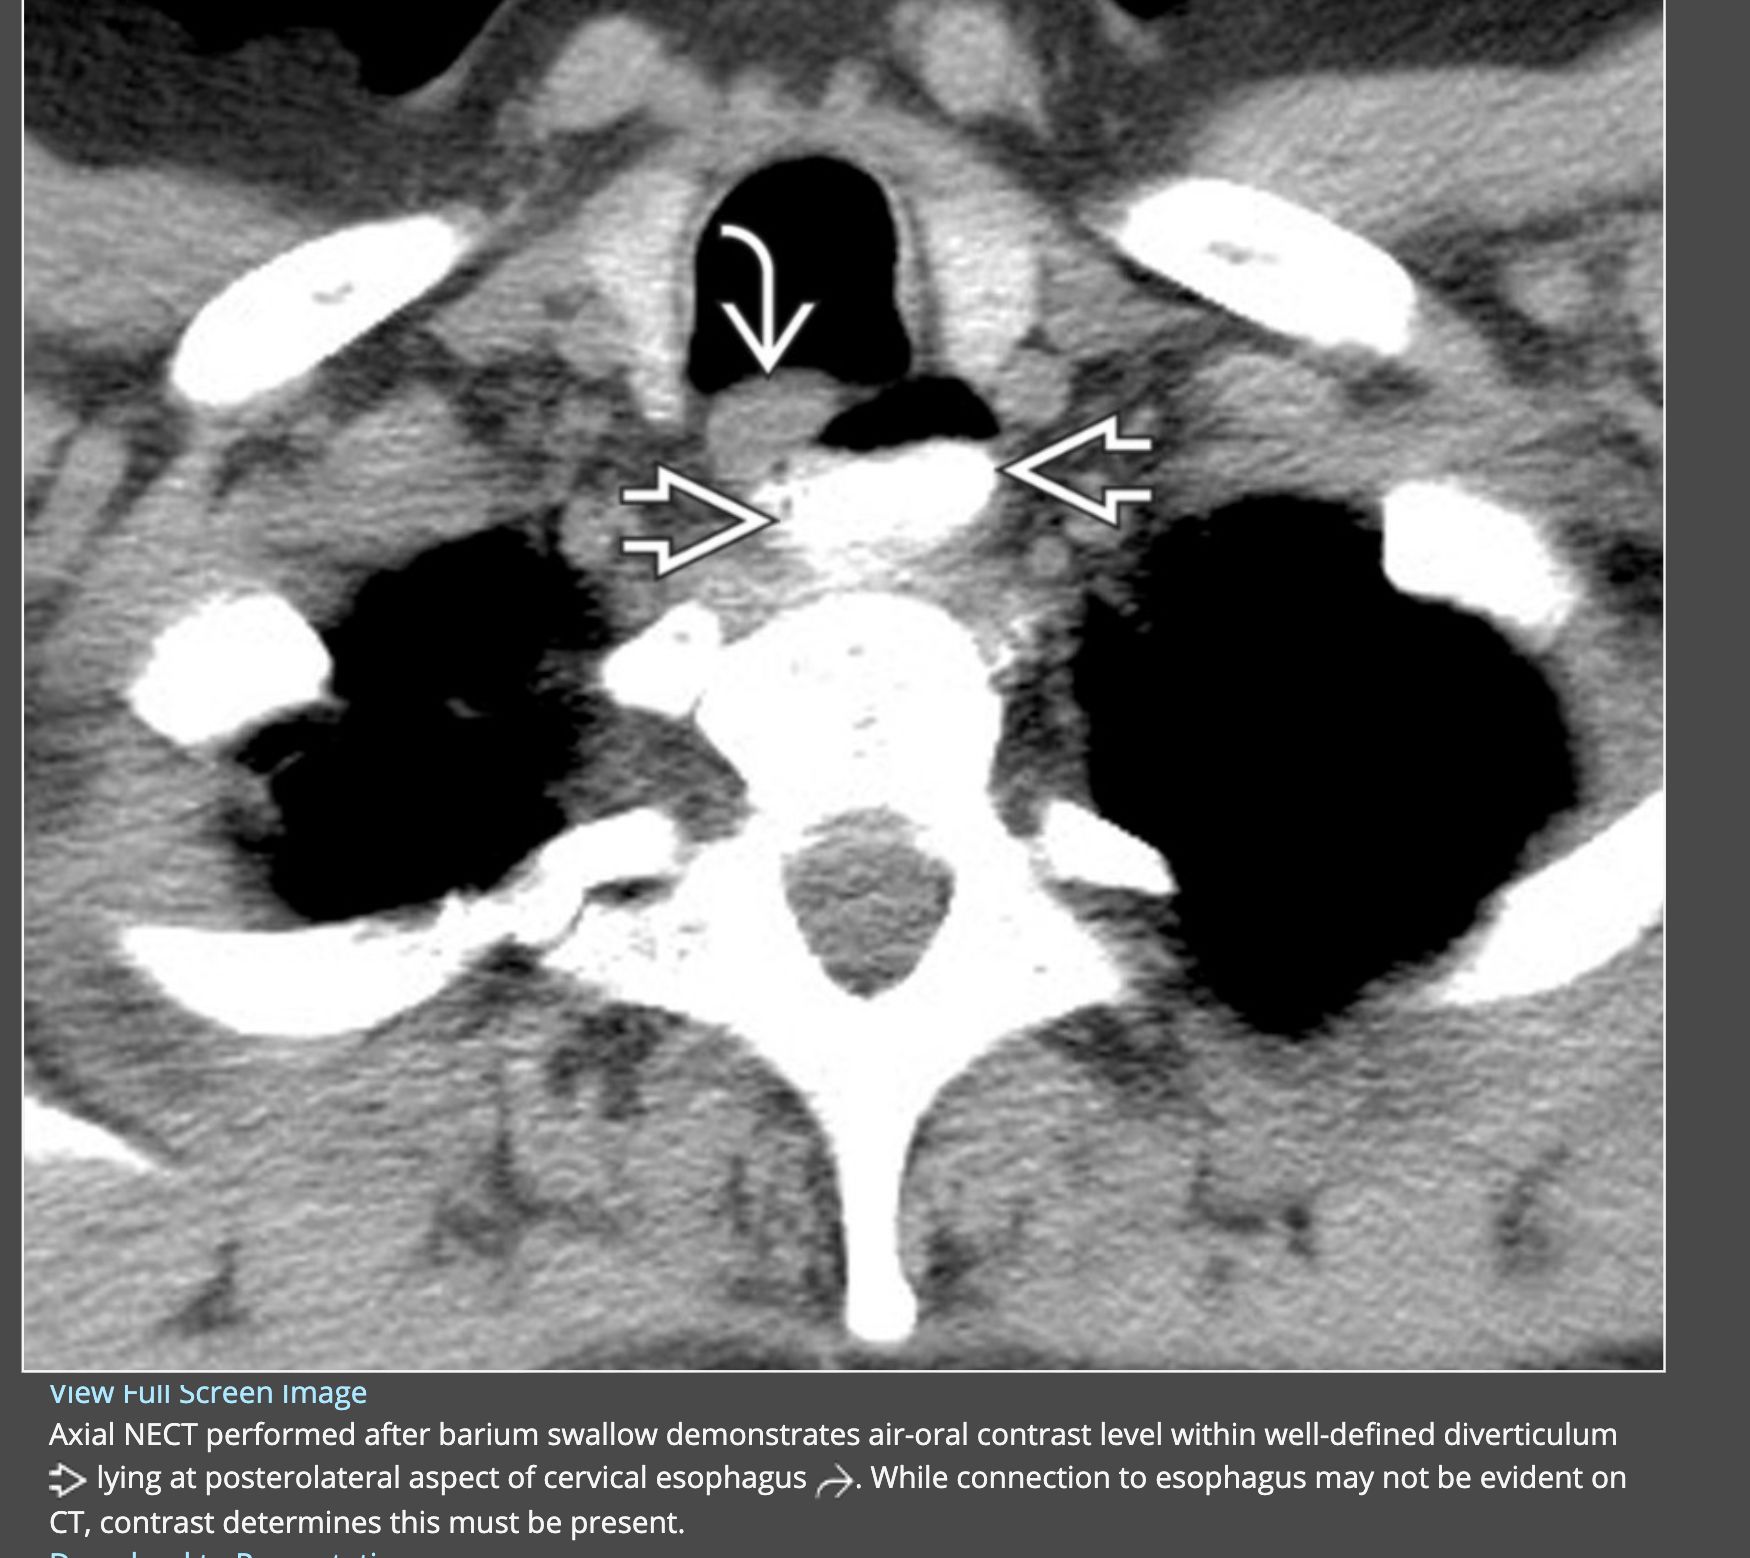 View Full Screen Image
Axial NECT performed after barium swallow demonstrates air-oral contrast level within well-defined diverticulum
lying at posterolateral aspect of cervical esophagus . While connection to esophagus may not be evident on
CT, contrast determines this must be present.